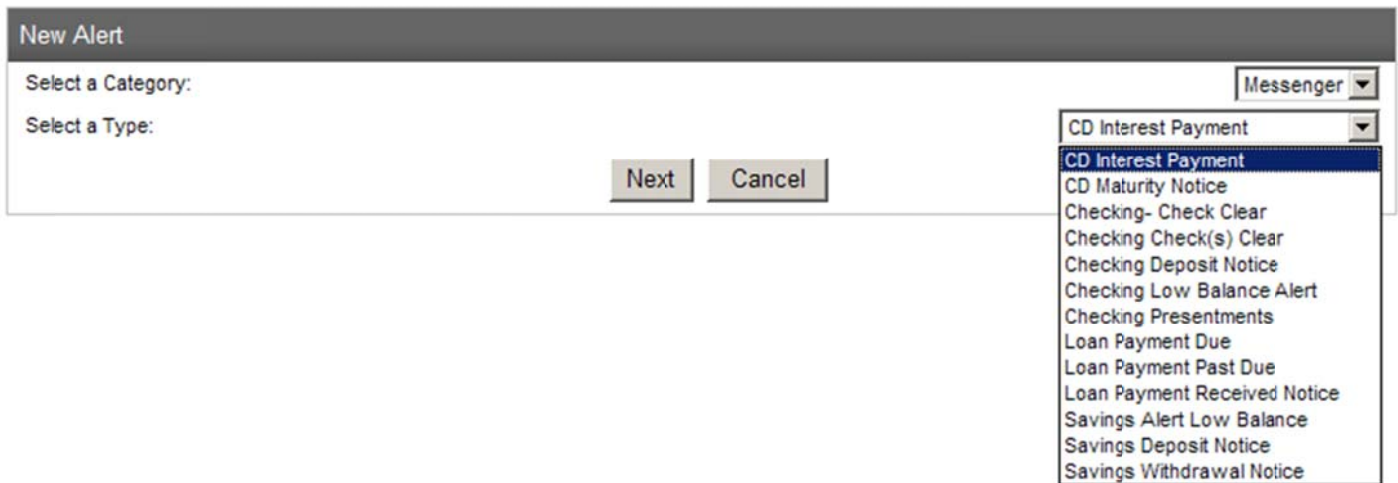 New Alert
Select a Category:
Messenger
Select a Type:
CD Interest Payment
Next
Cancel
CD Interest Payment
CD Maturity Notice
Checking- Check Clear
Checking Check(s) Clear
Checking Deposit Notice
Checking Low Balance Alert
Checking Presentments
Loan Payment Due
Loan Payment Past Due
Loan Payment Received Notice
Savings Alert Low Balance
Savings Deposit Notice
Savings Withdrawal Notice